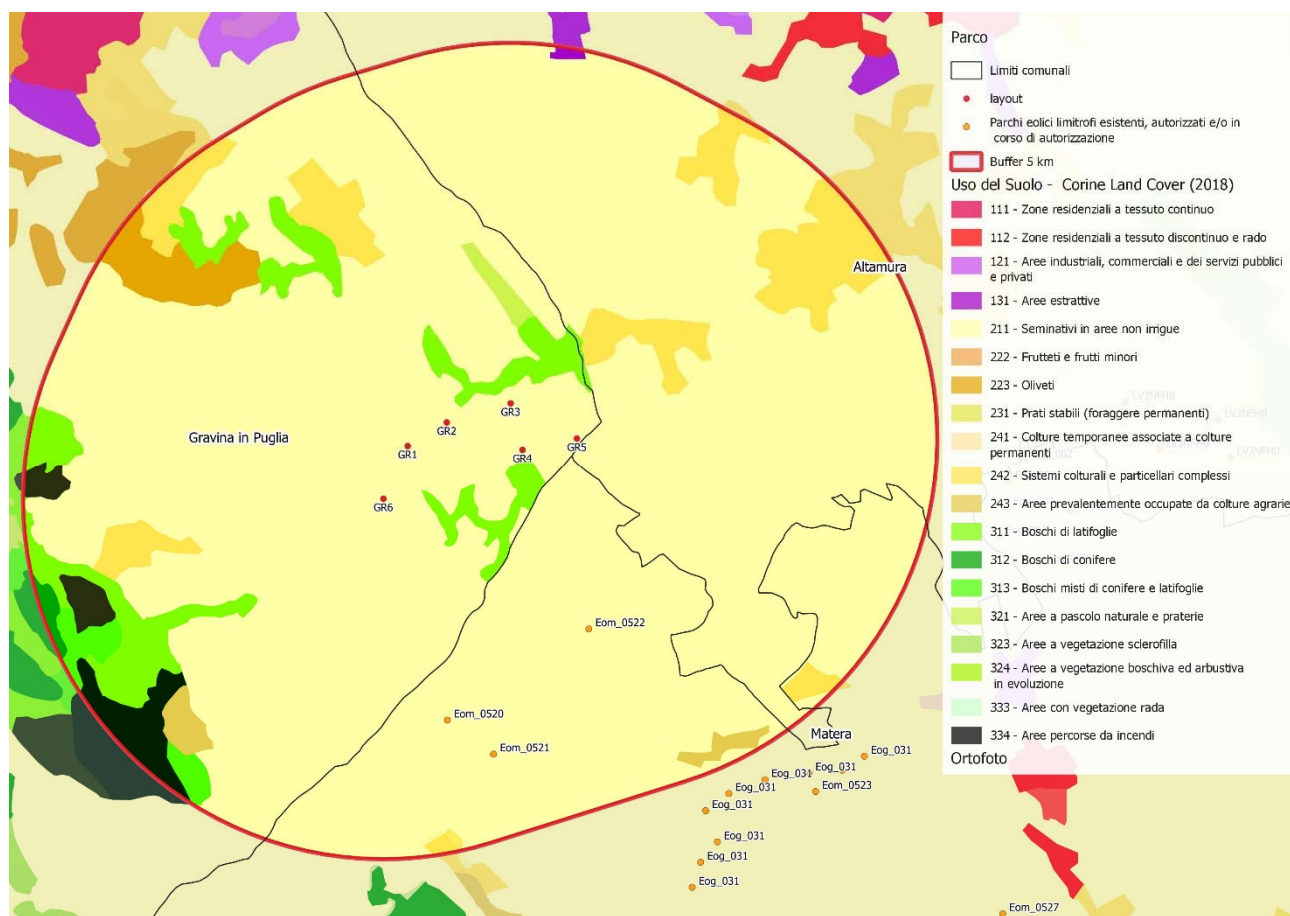 Parco
Limiti comunali
layout
Parchi eolici limitrofi esistenti, autorizzati e/o in
corso di autorizzazione
Buffer 5 km
Uso del Suolo - Corine Land Cover (2018)
111 - Zone residenziali a tessuto continuo
112 - Zone residenziali a tessuto discontinuo e rado
121 - Aree industriali, commerciali e dei servizi pubblici
e privati
131 - Aree estrattive
211 - Seminativi in aree non irrigue
222 - Frutteti e frutti minori
223 - Oliveti
231 - Prati stabili (foraggere permanenti)
241 - Colture temporanee associate a colture
permanenti
242 - Sistemi colturali e particellari complessi
243 - Aree prevalentemente occupate da colture agrarie
311 - Boschi di latifoglie
312 - Boschi di conifere
313 - Boschi misti di conifere e latifoglie
321 - Aree a pascolo naturale e praterie
323 - Aree a vegetazione sclerofilla
324 - Aree a vegetazione boschiva ed arbustiva
in evoluzione
333 - Aree con vegetazione rada
334 - Aree percorse da incendi
Ortofoto
Altamura
GR3
GR2
Gravina in Puglia
GR5
GR1
GR4
GR6
Eom_0522
Eom_0520
Matera
Eom_0521
Eog_031
Eog_031
Eog_031
Eog_031
Eom_0523
Eog_031
Eog_031
Eog_031
Eog_031
Eom_0527
LV3NFH0
LV3NFH0
LV3NFH0